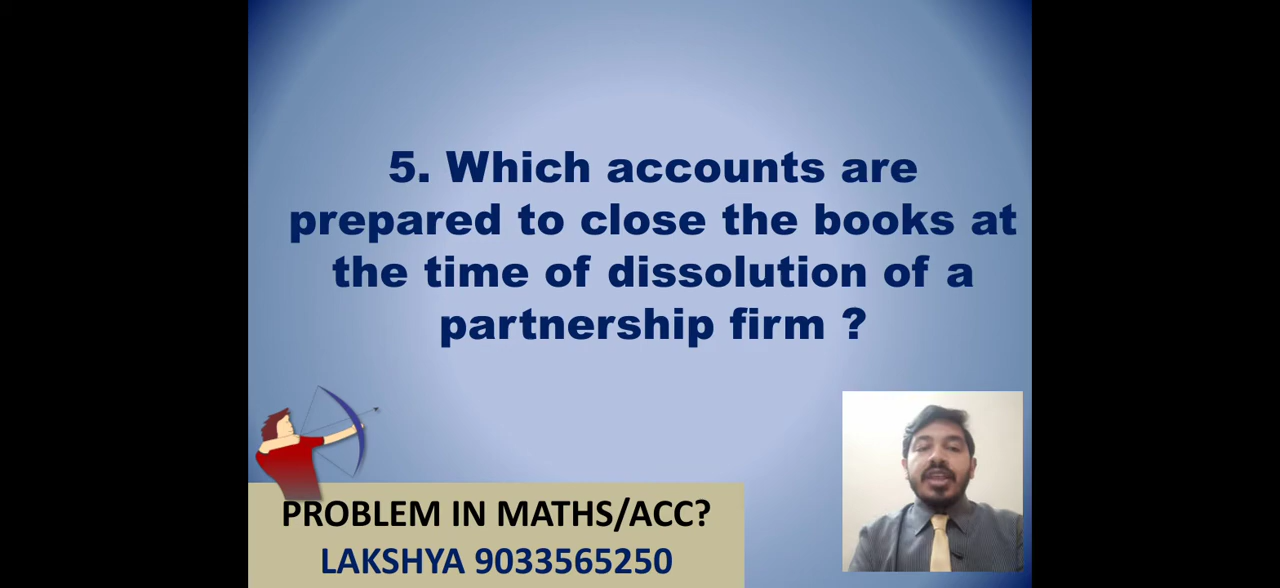 5. Which accounts are
prepared to close the books at
the time of dissolution of a
partnership firm ?
PROBLEM IN MATHS/ACC?
LAKSHYA 9033565250